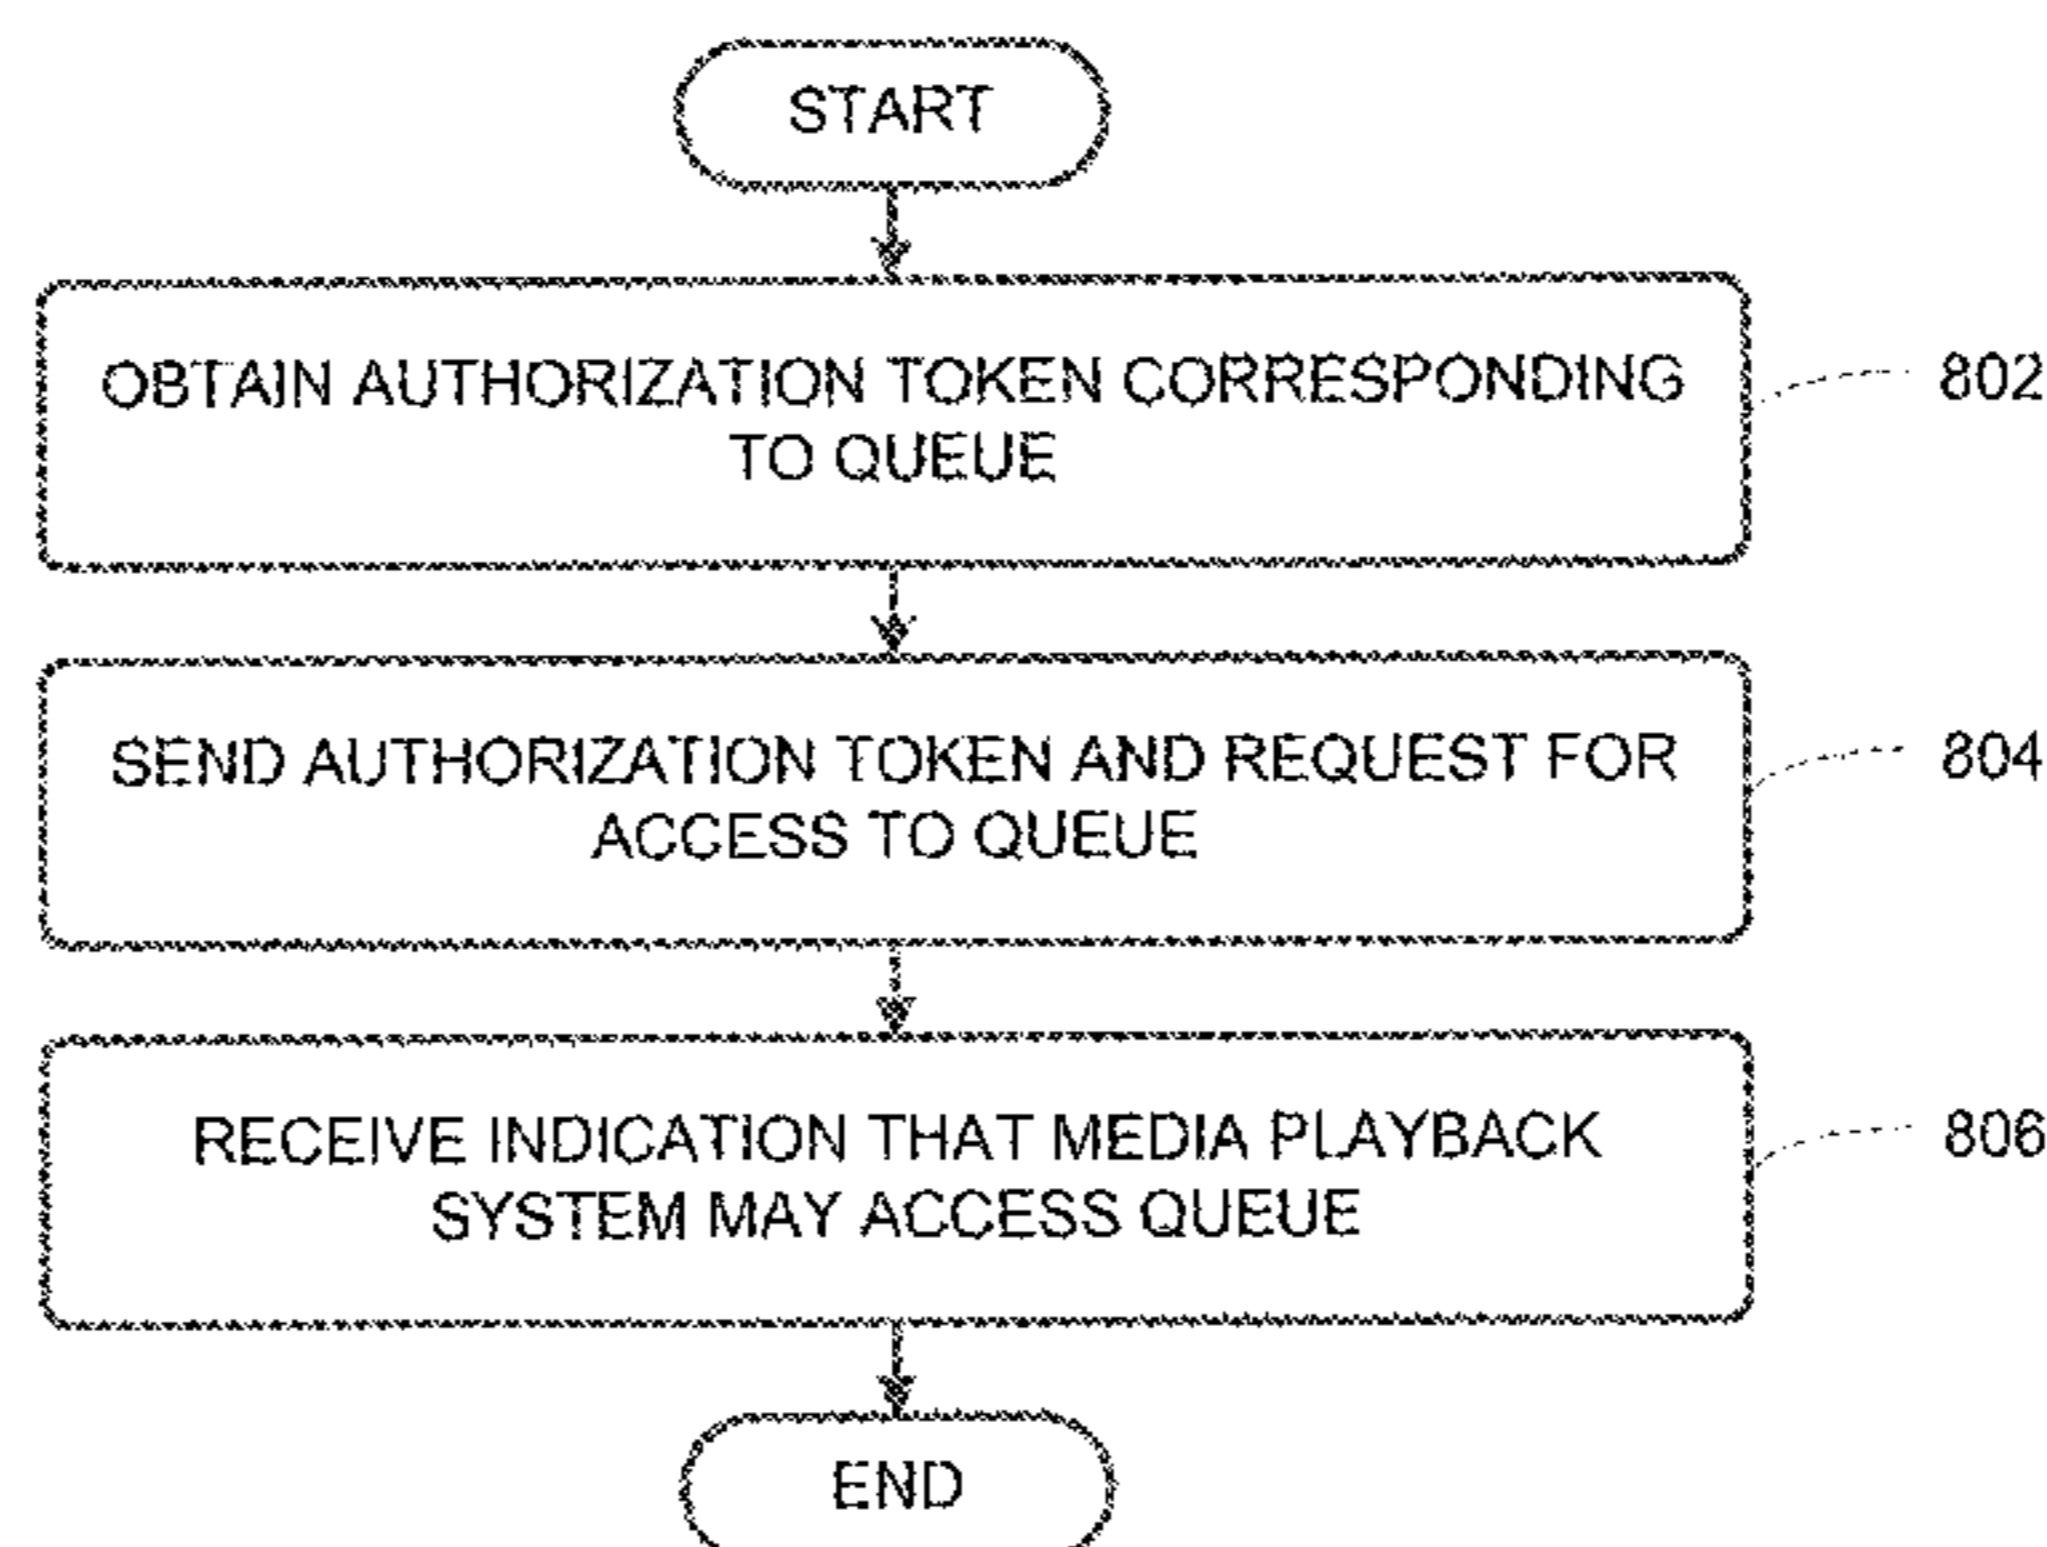 START
OBTAIN AUTHORIZATION TOKEN CORRESPONDING
TO QUEUE
802
SEND AUTHORIZATION TOKEN AND REQUEST FOR
ACCESS TO QUEUE
804
RECEIVE INDICATION THAT MEDIA PLAYBACK
SYSTEM MAY ACCESS QUEUE
806
END